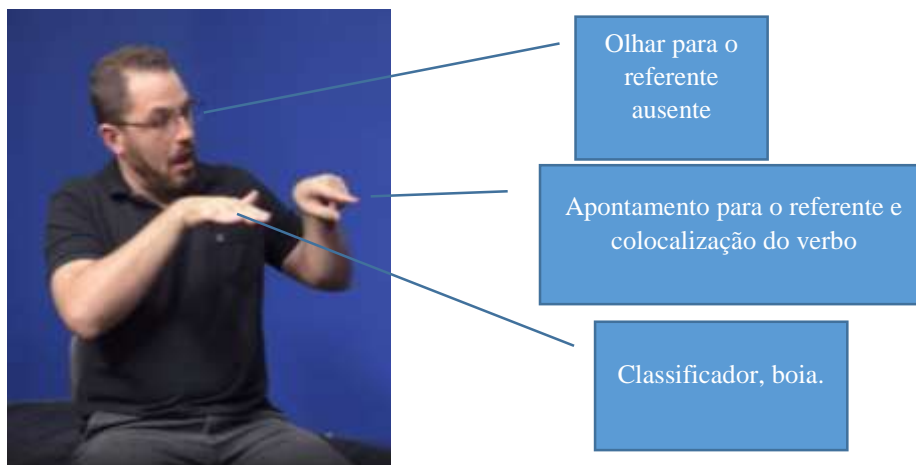 Olhar para o
referente
ausente
Apontamento para o referente e
colocalização do verbo
Classificador, boia.